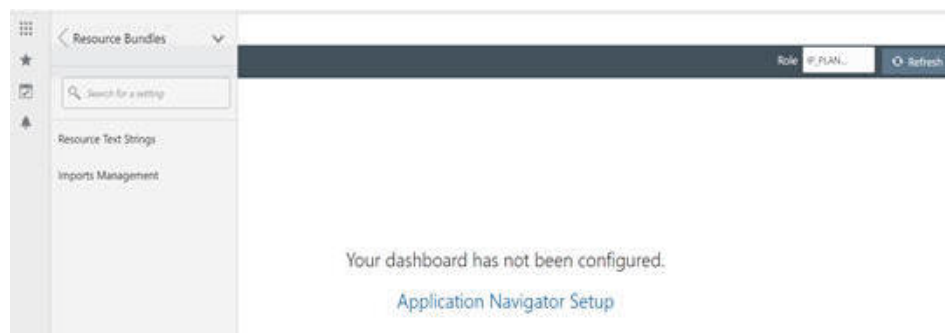 Resource Bundles
Role IP_PLAN... Refresh
Search for a setting
Resource Text Strings
Imports Management
Your dashboard has not been configured.
Application Navigator Setup